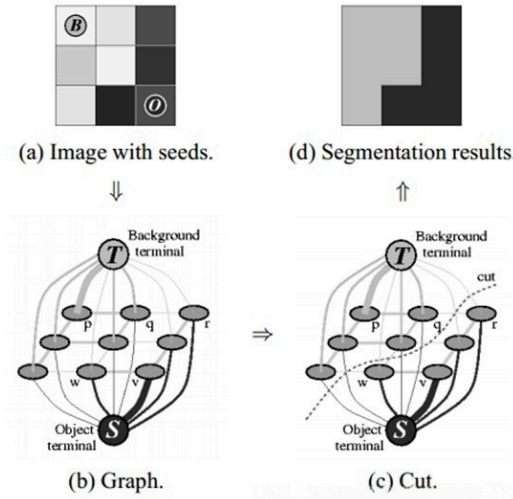 B
O
(a) Image with seeds.
(d) Segmentation results
⇓
⇑
Background
terminal
T
p
q
r
w
v
S
Object
terminal
(b) Graph.
⇒
Background
terminal
T
cut
p
q
r
w
v
S
Object
terminal
(c) Cut.